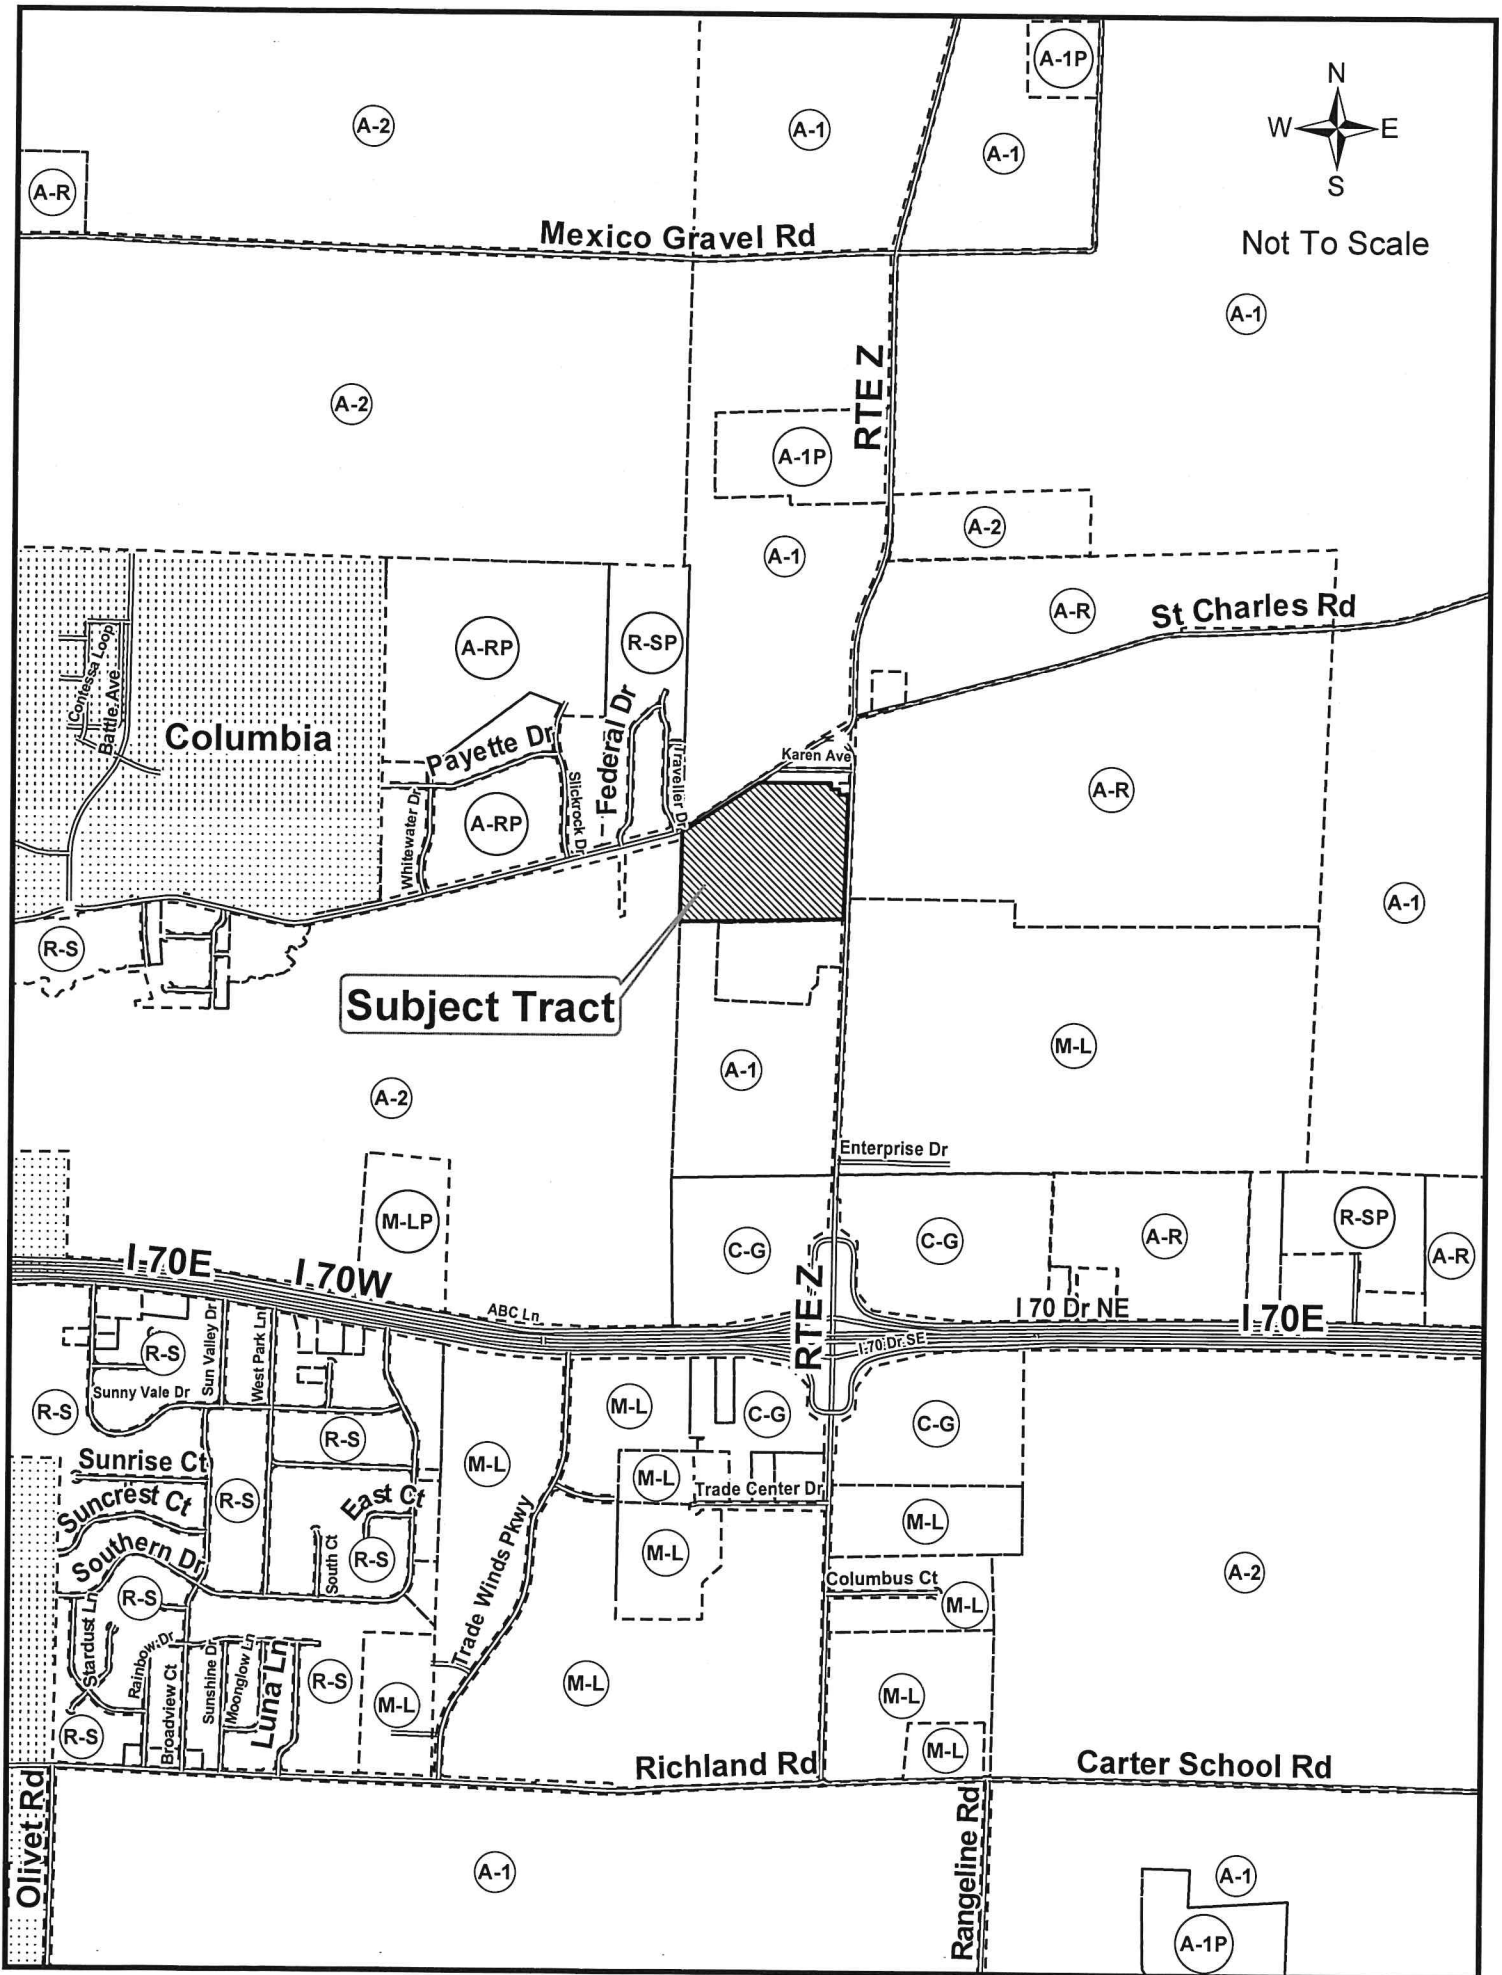 A-1P
N
W E
S
A-2
A-1
A-1
A-R
Mexico Gravel Rd
Not To Scale
A-1
RTE Z
A-2
A-1P
A-2
A-1
A-R
St Charles Rd
Contessa Loop
Battle Ave
Columbia
A-RP
R-SP
Payette Dr
Federal Dr
Traveller Dr
Slickrock Dr
Whitewater Dr
A-RP
Karen Ave
A-R
A-1
R-S
Subject Tract
M-L
A-1
A-2
Enterprise Dr
M-LP
C-G
C-G
A-R
R-SP
A-R
I 70E
I 70W
ABC Ln
RTE Z
I 70 Dr NE
I 70E
I-70 Dr SE
R-S
Sun Valley Dr
West Park Ln
Sunny Vale Dr
R-S
R-S
M-L
C-G
C-G
Sunrise Ct
M-L
M-L
Trade Center Dr
Suncrest Ct
R-S
East Ct
M-L
Southern Dr
South Ct
R-S
Trade Winds Pkwy
M-L
A-2
Columbus Ct
M-L
R-S
Stardust Ln
Rainbow Dr
Broadview Ct
Sunshine Dr
Moonglow Ln
Luna Ln
R-S
M-L
M-L
M-L
R-S
M-L
Richland Rd
Carter School Rd
Olivet Rd
Rangeline Rd
A-1
A-1
A-1P